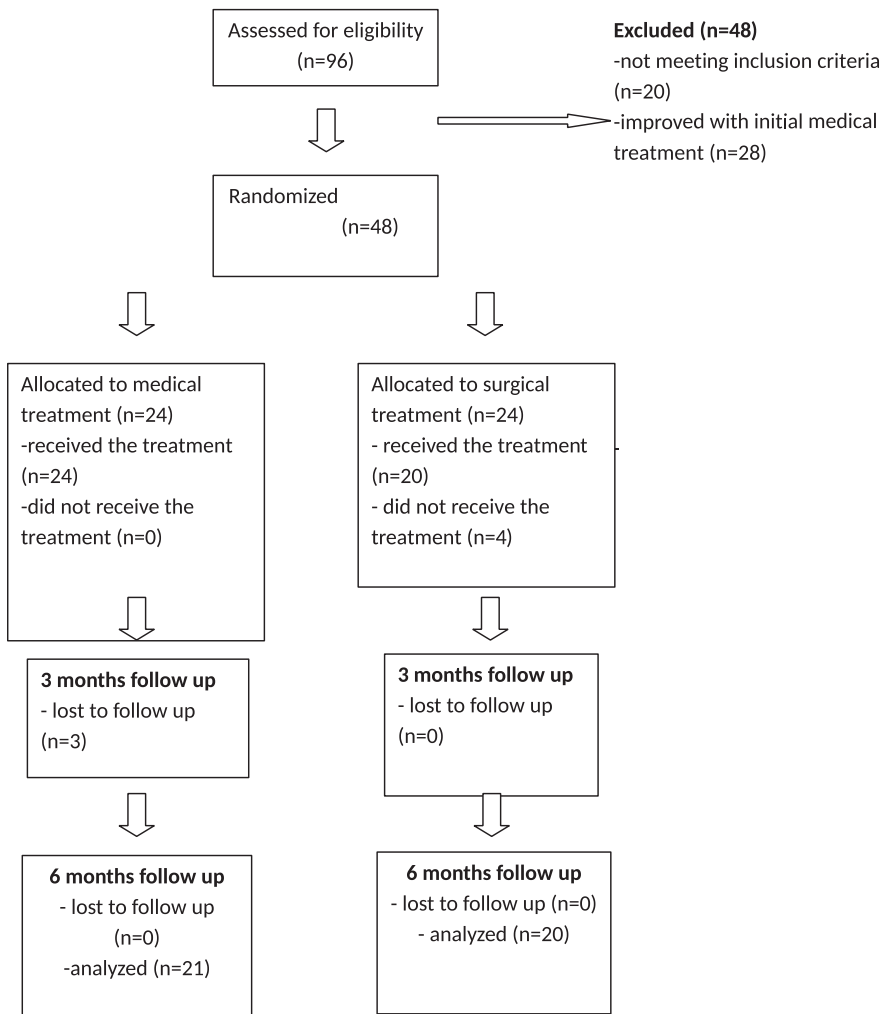 Assessed for eligibility
(n=96)
Excluded (n=48)
-not meeting inclusion criteria
(n=20)
-improved with initial medical
treatment (n=28)
Randomized
(n=48)
Allocated to medical
treatment (n=24)
-received the treatment
(n=24)
-did not receive the
treatment (n=0)
Allocated to surgical
treatment (n=24)
- received the treatment
(n=20)
- did not receive the
treatment (n=4)
3 months follow up
- lost to follow up
(n=3)
3 months follow up
- lost to follow up
(n=0)
6 months follow up
- lost to follow up
(n=0)
-analyzed (n=21)
6 months follow up
- lost to follow up (n=0)
- analyzed (n=20)